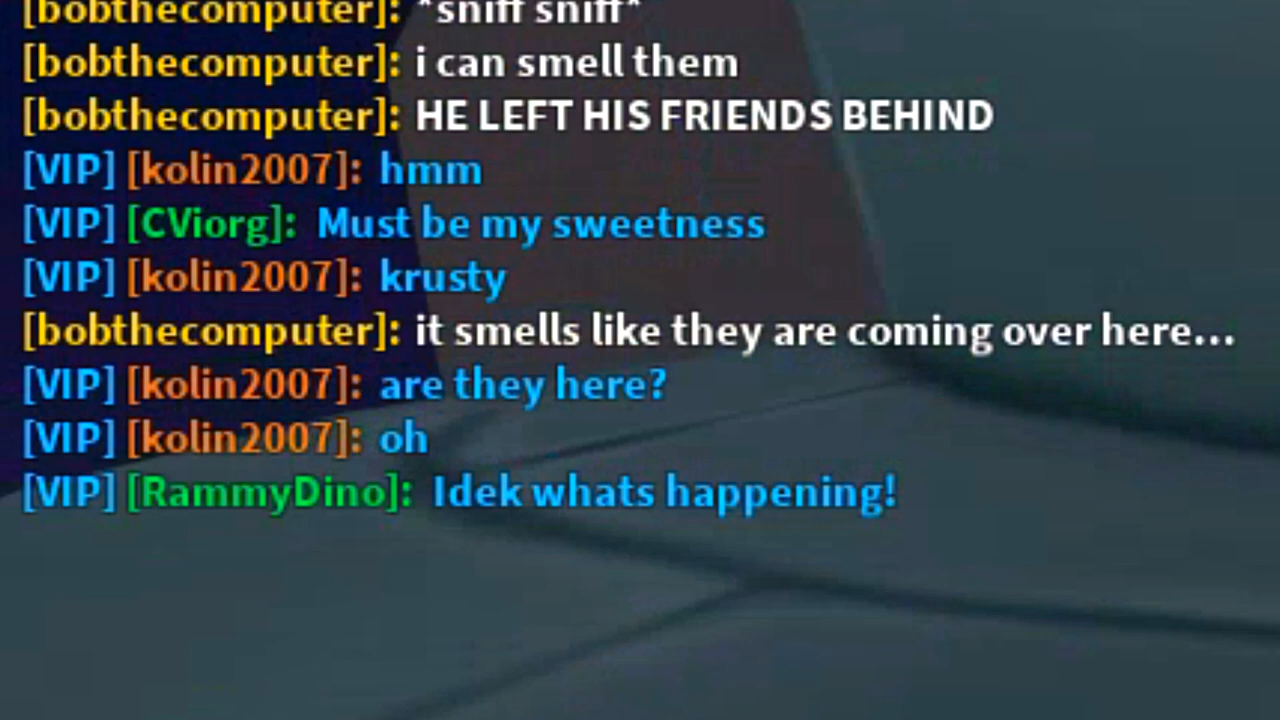 [bobthecomputer]: *sniff sniff*
[bobthecomputer]: i can smell them
[bobthecomputer]: HE LEFT HIS FRIENDS BEHIND
[VIP] [kolin2007]: hmm
[VIP] [CViorg]: Must be my sweetness
[VIP] [kolin2007]: krusty
[bobthecomputer]: it smells like they are coming over here...
[VIP] [kolin2007]: are they here?
[VIP] [kolin2007]: oh
[VIP] [RammyDino]: Idek whats happening!